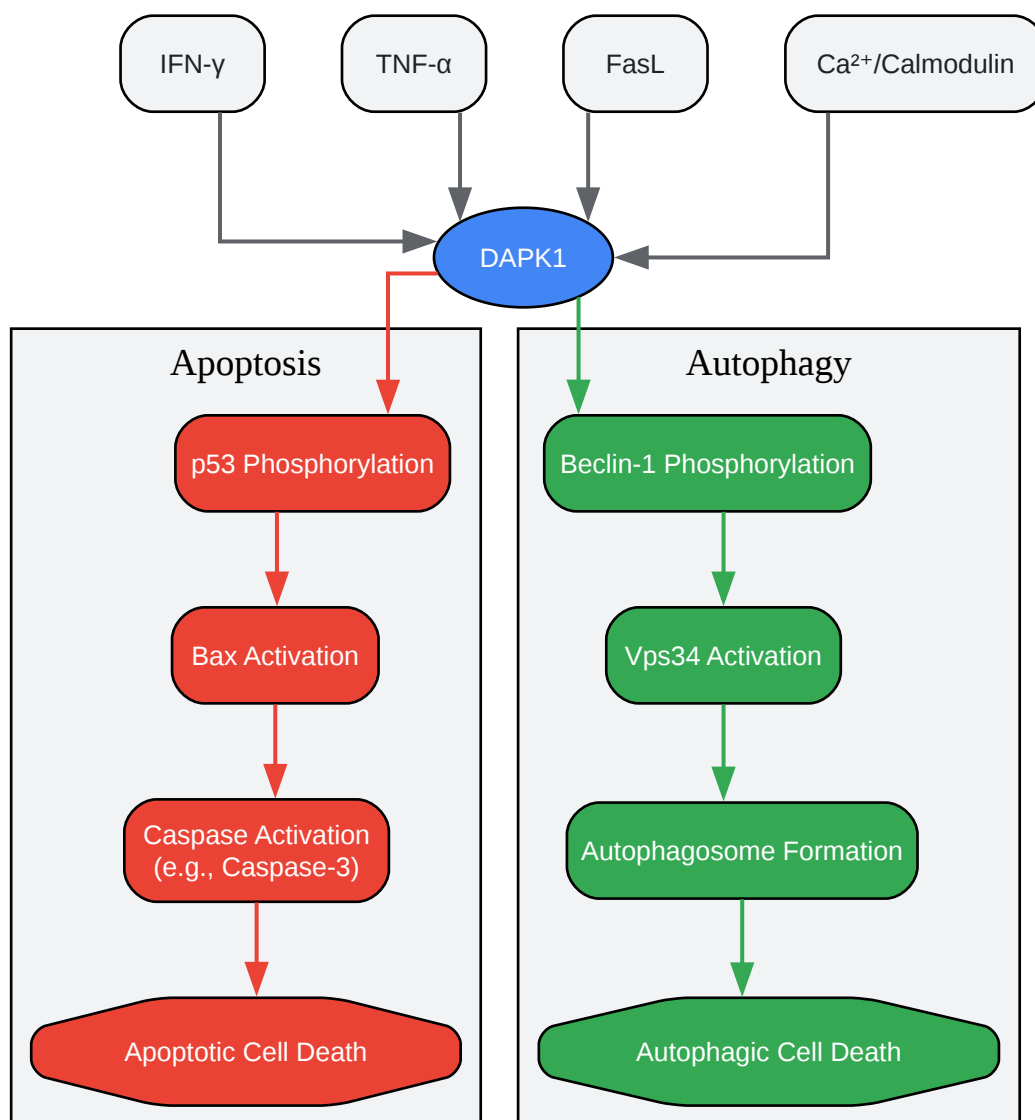 IFN-γ
TNF-α
FasL
Ca²⁺/Calmodulin
DAPK1
Apoptosis
Autophagy
p53 Phosphorylation
Beclin-1 Phosphorylation
Bax Activation
Vps34 Activation
Caspase Activation
(e.g., Caspase-3)
Autophagosome Formation
Apoptotic Cell Death
Autophagic Cell Death